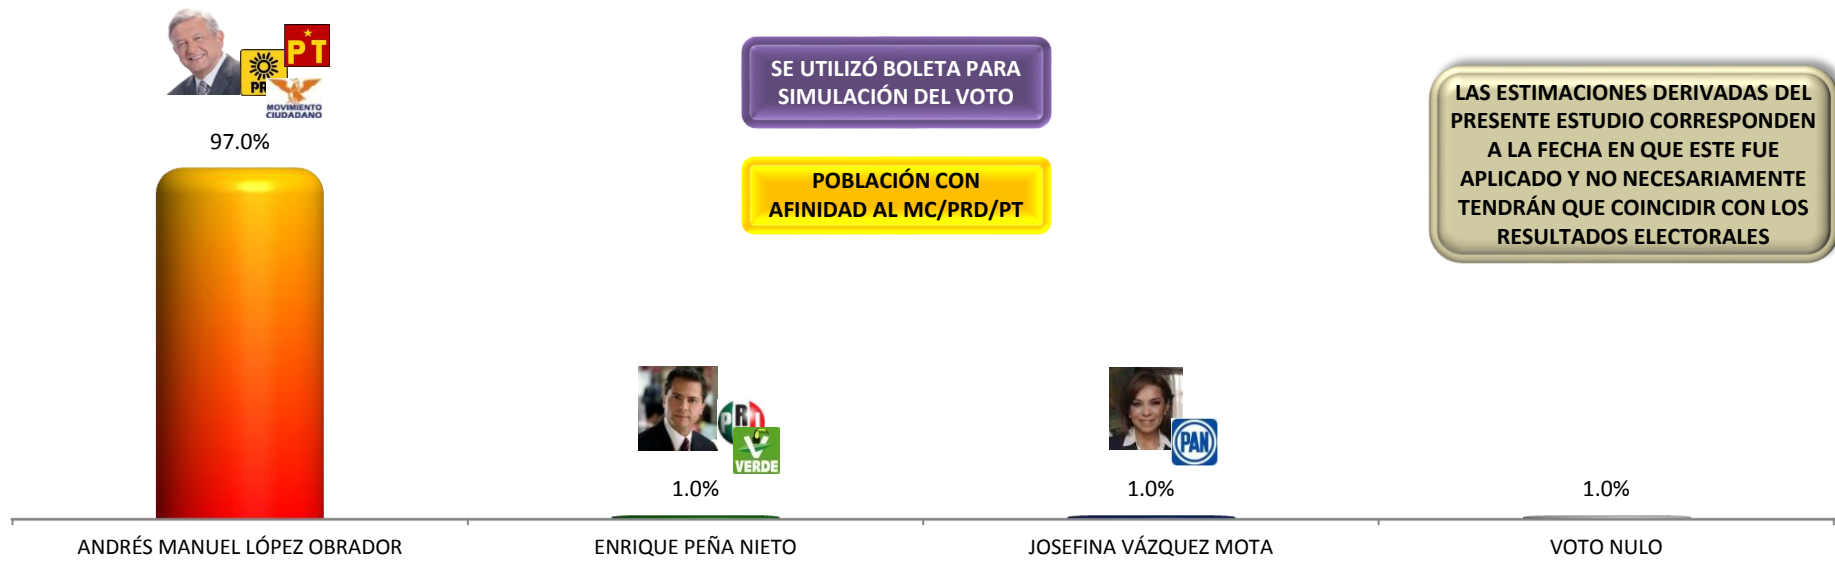 PT
PR
MOVIMIENTO
CIUDADANO
97.0%
SE UTILIZÓ BOLETA PARA
SIMULACIÓN DEL VOTO
POBLACIÓN CON
AFINIDAD AL MC/PRD/PT
LAS ESTIMACIONES DERIVADAS DEL
PRESENTE ESTUDIO CORRESPONDEN
A LA FECHA EN QUE ESTE FUE
APLICADO Y NO NECESARIAMENTE
TENDRÁN QUE COINCIDIR CON LOS
RESULTADOS ELECTORALES
PRI
VERDE
1.0%
PAN
1.0%
1.0%
ANDRÉS MANUEL LÓPEZ OBRADOR
ENRIQUE PEÑA NIETO
JOSEFINA VÁZQUEZ MOTA
VOTO NULO